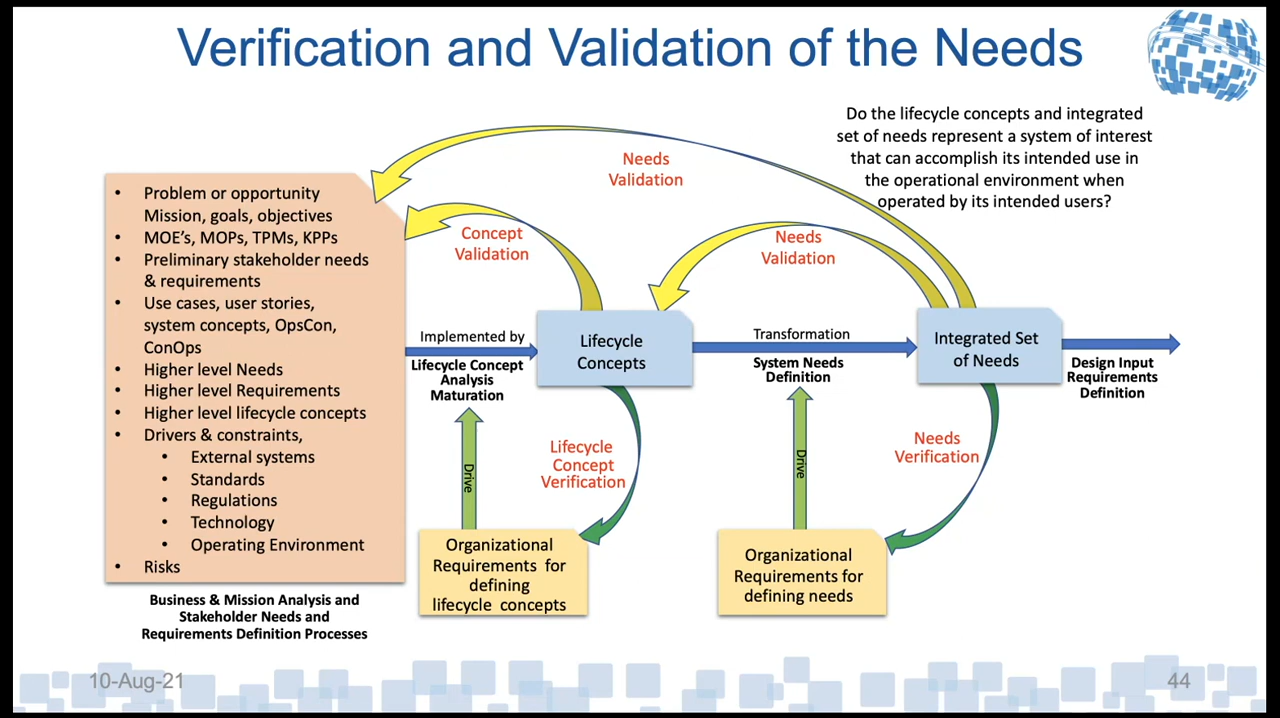 Verification and Validation of the Needs
Do the lifecycle concepts and integrated
set of needs represent a system of interest
that can accomplish its intended use in
the operational environment when
operated by its intended users?
Needs
Validation
• Problem or opportunity
Mission, goals, objectives
• MOE's, MOPs, TPMs, KPPs
• Preliminary stakeholder needs
& requirements
• Use cases, user stories,
system concepts, OpsCon,
ConOps
• Higher level Needs
• Higher level Requirements
• Higher level lifecycle concepts
• Drivers & constraints,
• External systems
• Standards
• Regulations
• Technology
• Operating Environment
• Risks
Business & Mission Analysis and
Stakeholder Needs and
Requirements Definition Processes
Concept
Validation
Needs
Validation
Implemented by
Lifecycle Concept
Analysis
Maturation
Lifecycle
Concepts
Transformation
System Needs
Definition
Integrated Set
of Needs
Design Input
Requirements
Definition
Drive
Lifecycle
Concept
Verification
Drive
Needs
Verification
Organizational
Requirements for
defining
lifecycle concepts
Organizational
Requirements for
defining needs
10-Aug-21
44